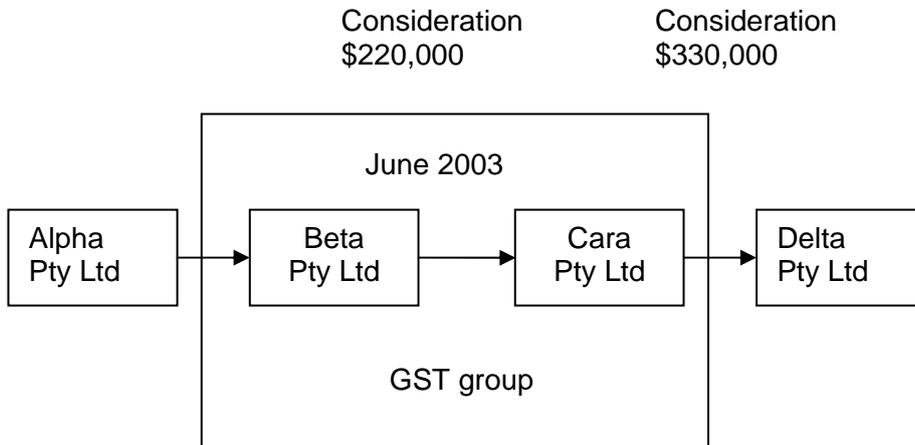 Consideration
$220,000
Consideration
$330,000
June 2003
Alpha
Pty Ltd
Beta
Pty Ltd
Cara
Pty Ltd
Delta
Pty Ltd
GST group